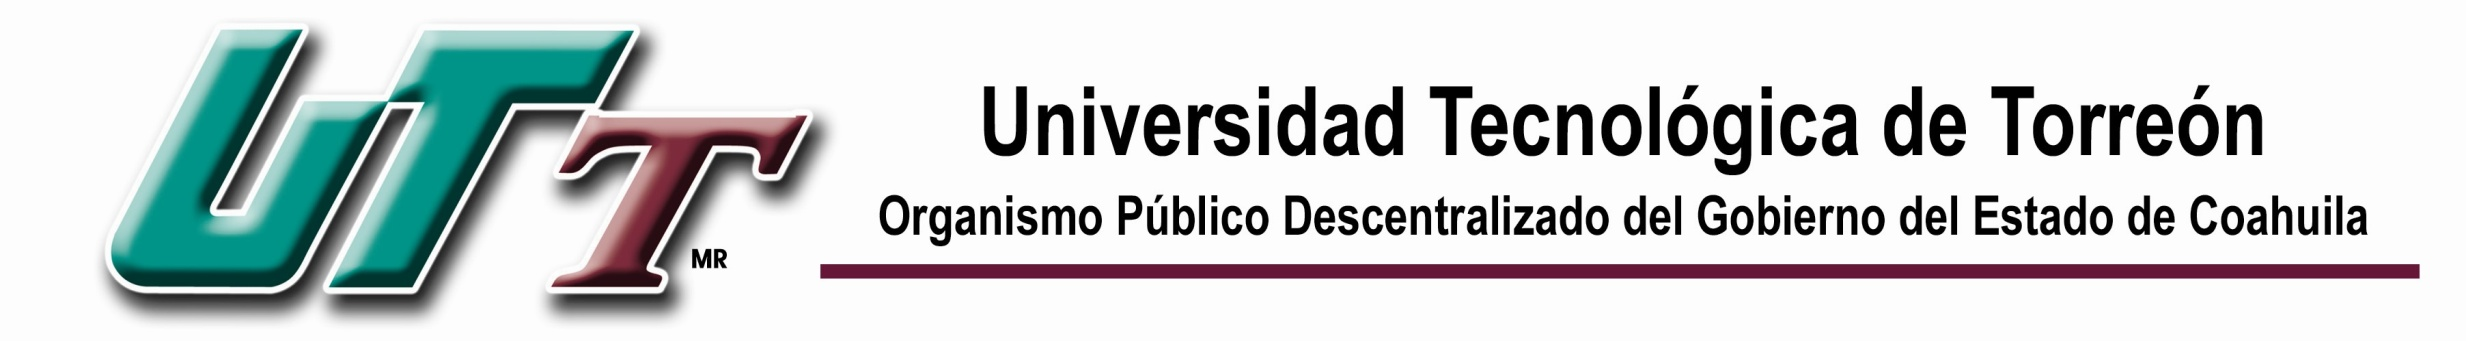 UTT
MR
Universidad Tecnológica de Torreón
Organismo Público Descentralizado del Gobierno del Estado de Coahuila